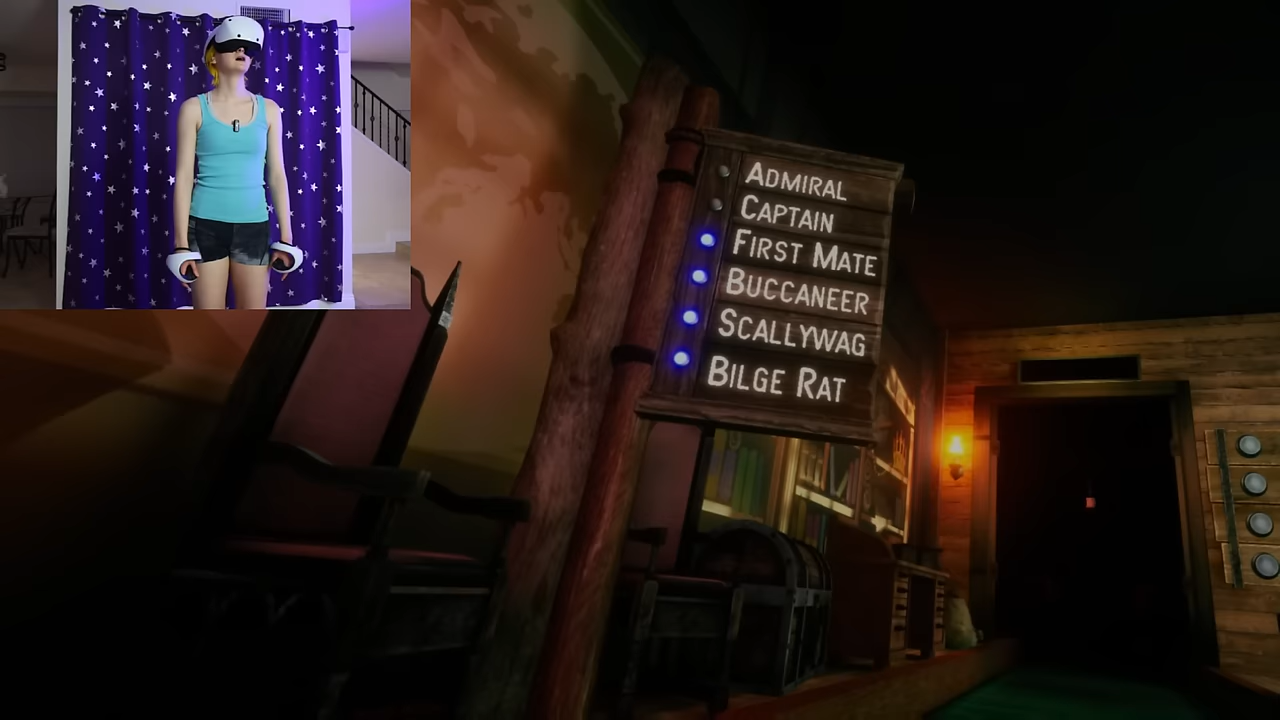 ADMIRAL
CAPTAIN
FIRST MATE
BUCCANEER
SCALLYWAG
BILGE RAT